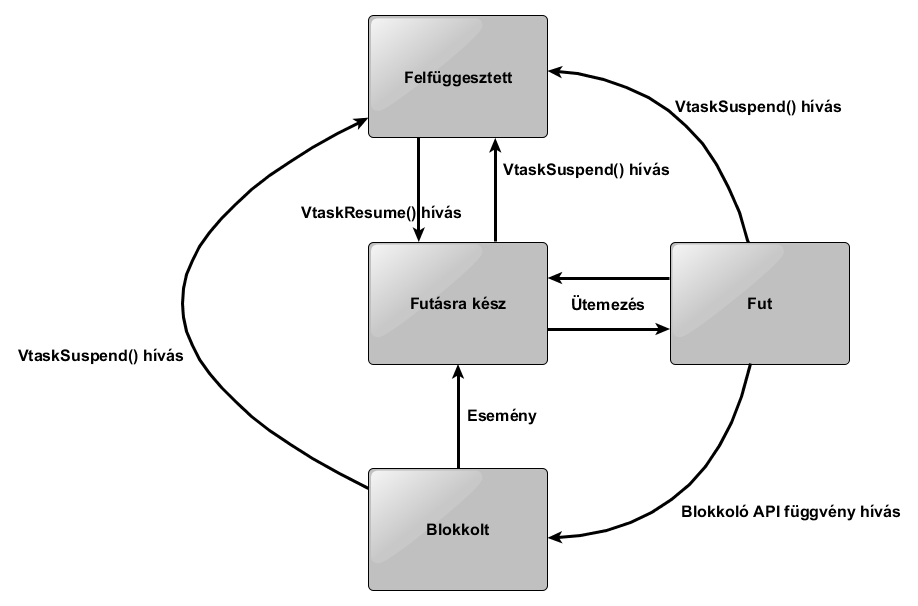 Felfüggesztett
VtaskSuspend() hívás
VtaskSuspend() hívás
VtaskResume() hívás
Futásra kész
Ütemezés
Fut
VtaskSuspend() hívás
Esemény
Blokkoló API függvény hívás
Blokkolt